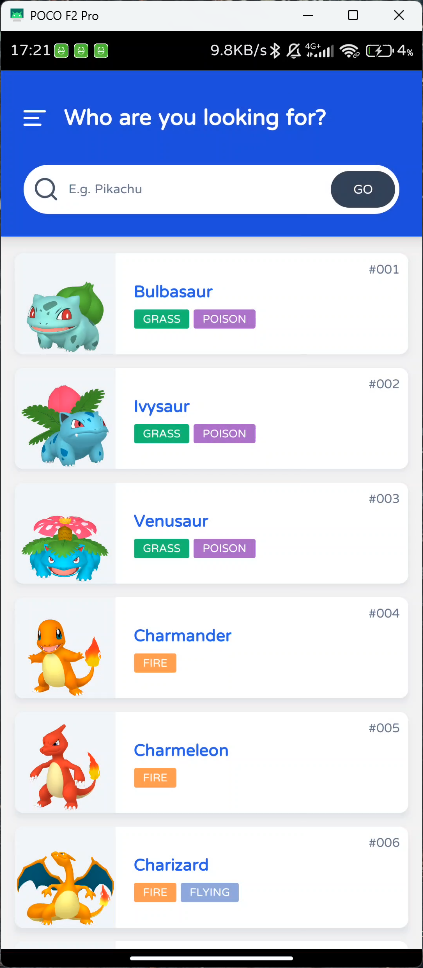 POCO F2 Pro
17:21 9.8KB/s 4G+ 4%
Who are you looking for?
E.g. Pikachu GO
#001
Bulbasaur
GRASS POISON
#002
Ivysaur
GRASS POISON
#003
Venusaur
GRASS POISON
#004
Charmander
FIRE
#005
Charmeleon
FIRE
#006
Charizard
FIRE FLYING